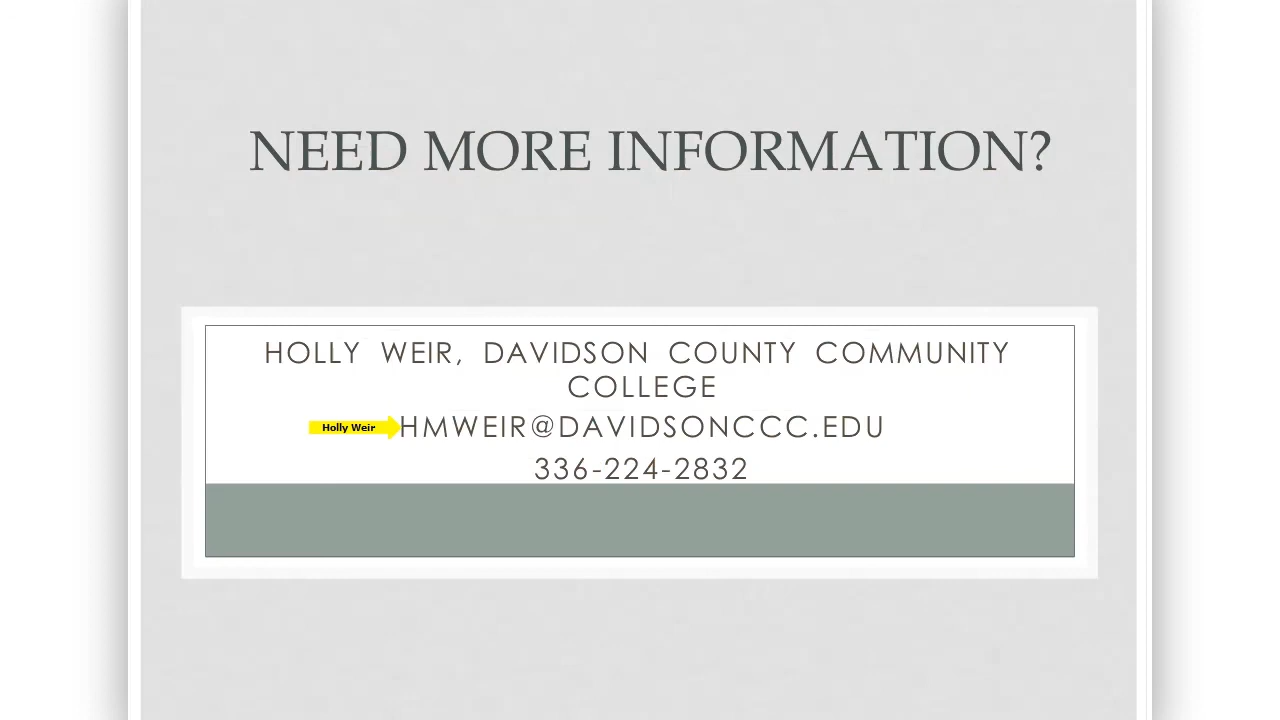 NEED MORE INFORMATION?
HOLLY WEIR, DAVIDSON COUNTY COMMUNITY
COLLEGE
Holly Weir HMWEIR@DAVIDSONCCC.EDU
336-224-2832